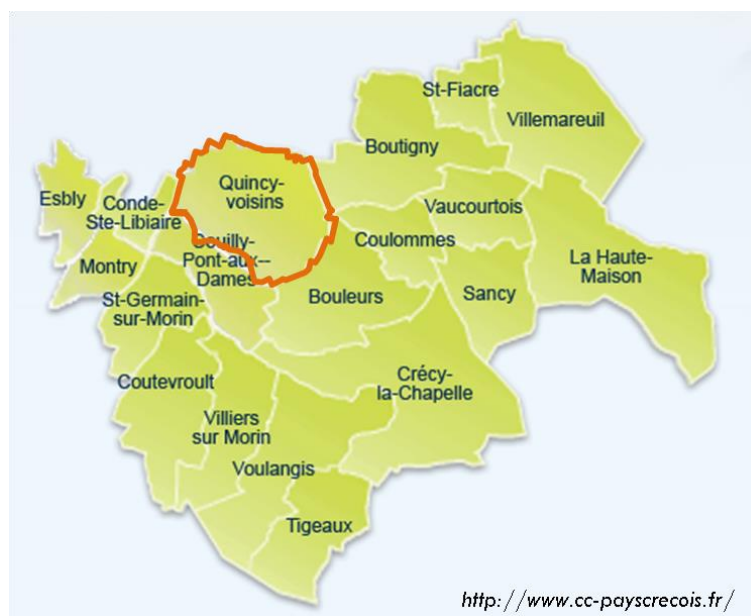 St-Fiacre
Villemareuil
Boutigny
Quincy-
voisins
Esbly
Conde-
Ste-Libiaire
Vaucourtois
Coulommes
Couilly-
Pont-aux--
Dames
La Haute-
Maison
Montry
St-Germain-
sur-Morin
Bouleurs
Sancy
Coutevroult
Crécy-
la-Chapelle
Villiers
sur Morin
Voulangis
Tigeaux
http://www.cc-payscrecois.fr/